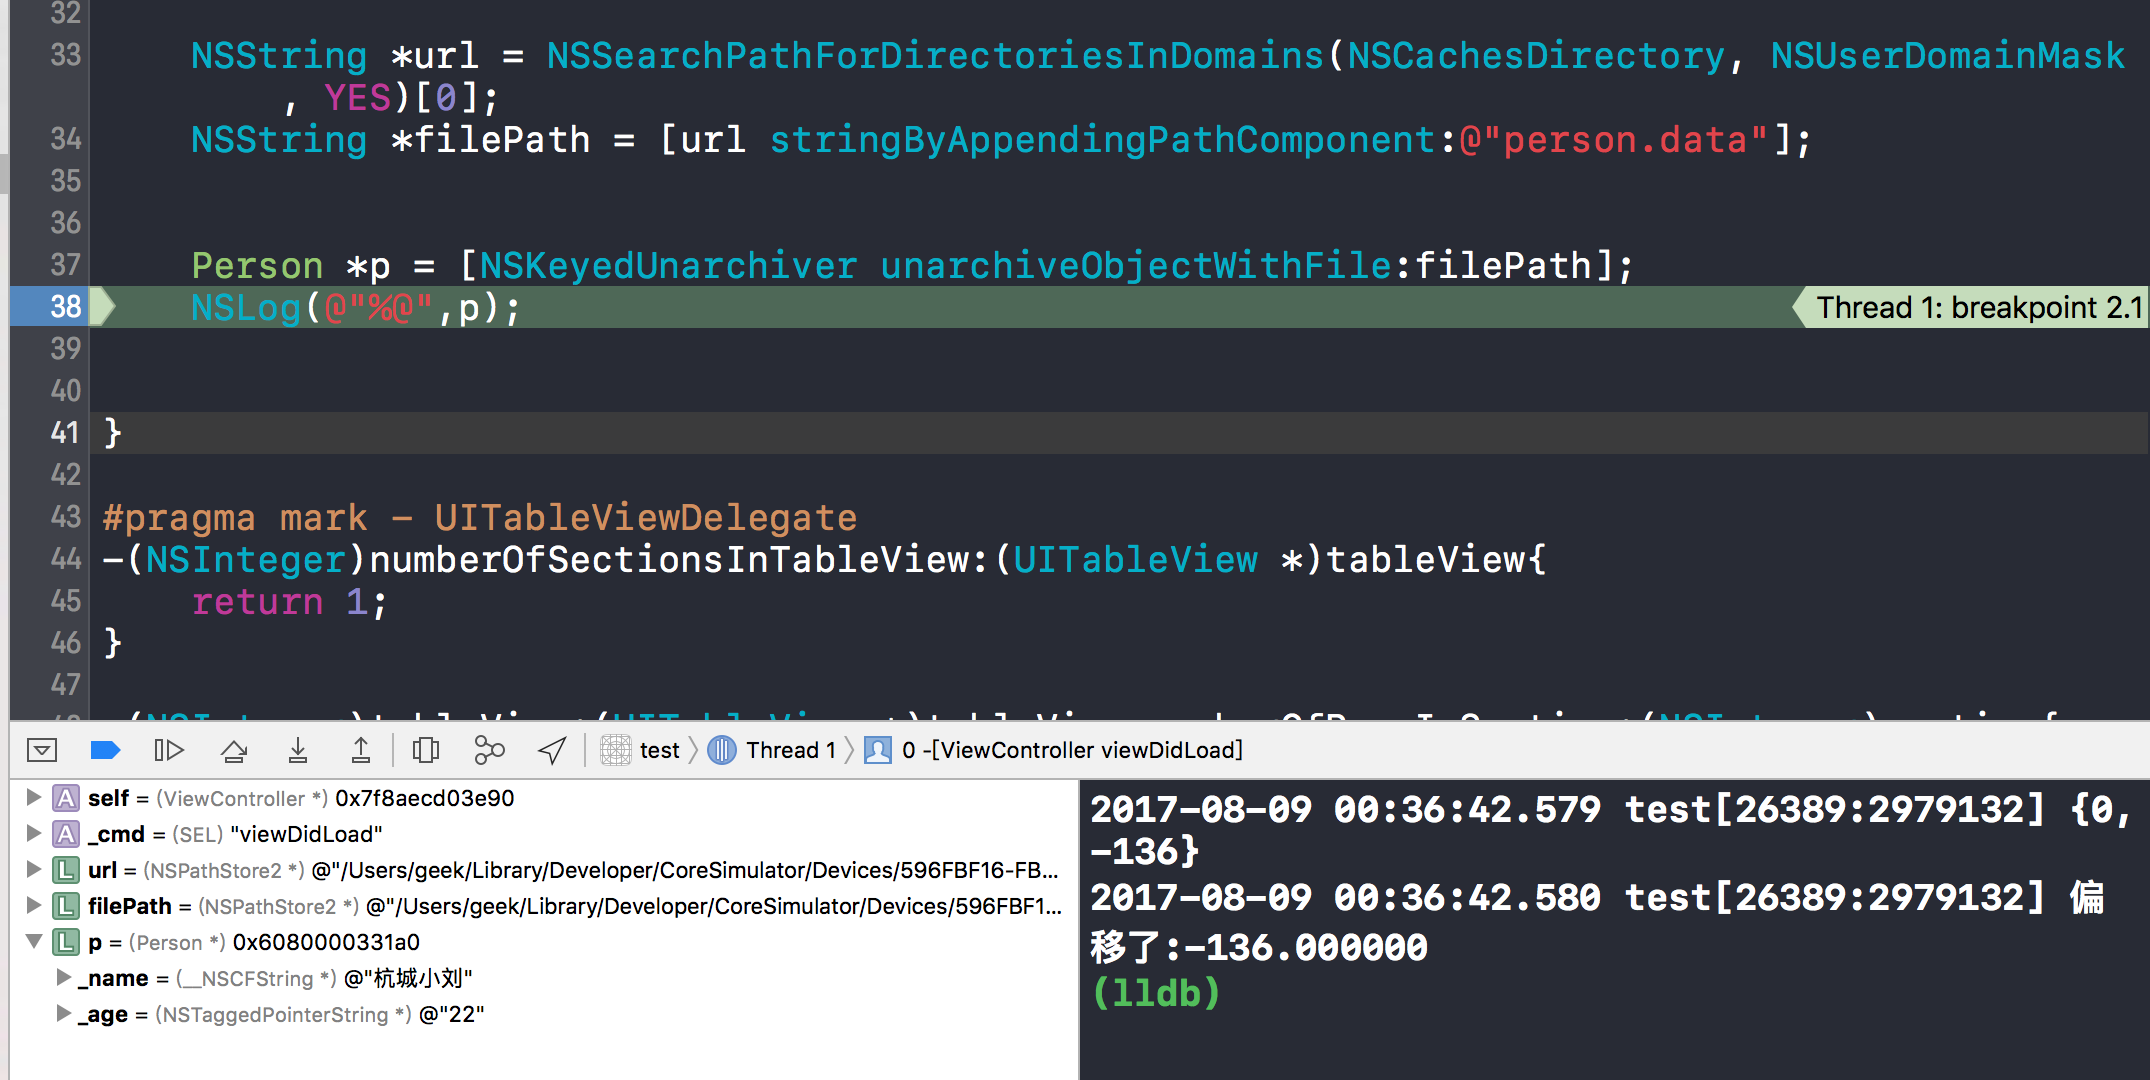 32
33 NSString *url = NSSearchPathForDirectoriesInDomains(NSCachesDirectory, NSUserDomainMask
, YES)[0];
34 NSString *filePath = [url stringByAppendingPathComponent:@"person.data"];
35
36
37 Person *p = [NSKeyedUnarchiver unarchiveObjectWithFile:filePath];
38 NSLog(@"%@",p); Thread 1: breakpoint 2.1
39
40
41 }
42
43 #pragma mark - UITableViewDelegate
44 -(NSInteger)numberOfSectionsInTableView:(UITableView *)tableView{
45 return 1;
46 }
47
test Thread 1 0 -[ViewController viewDidLoad]
A self = (ViewController *) 0x7f8aecd03e90
A _cmd = (SEL) "viewDidLoad"
L url = (NSPathStore2 *) @"/Users/geek/Library/Developer/CoreSimulator/Devices/596FBF16-FB...
L filePath = (NSPathStore2 *) @"/Users/geek/Library/Developer/CoreSimulator/Devices/596FBF1...
L p = (Person *) 0x6080000331a0
_name = (__NSCFString *) @"杭城小刘"
_age = (NSTaggedPointerString *) @"22"
2017-08-09 00:36:42.579 test[26389:2979132] {0,
-136}
2017-08-09 00:36:42.580 test[26389:2979132] 偏
移了:-136.000000
(lldb)